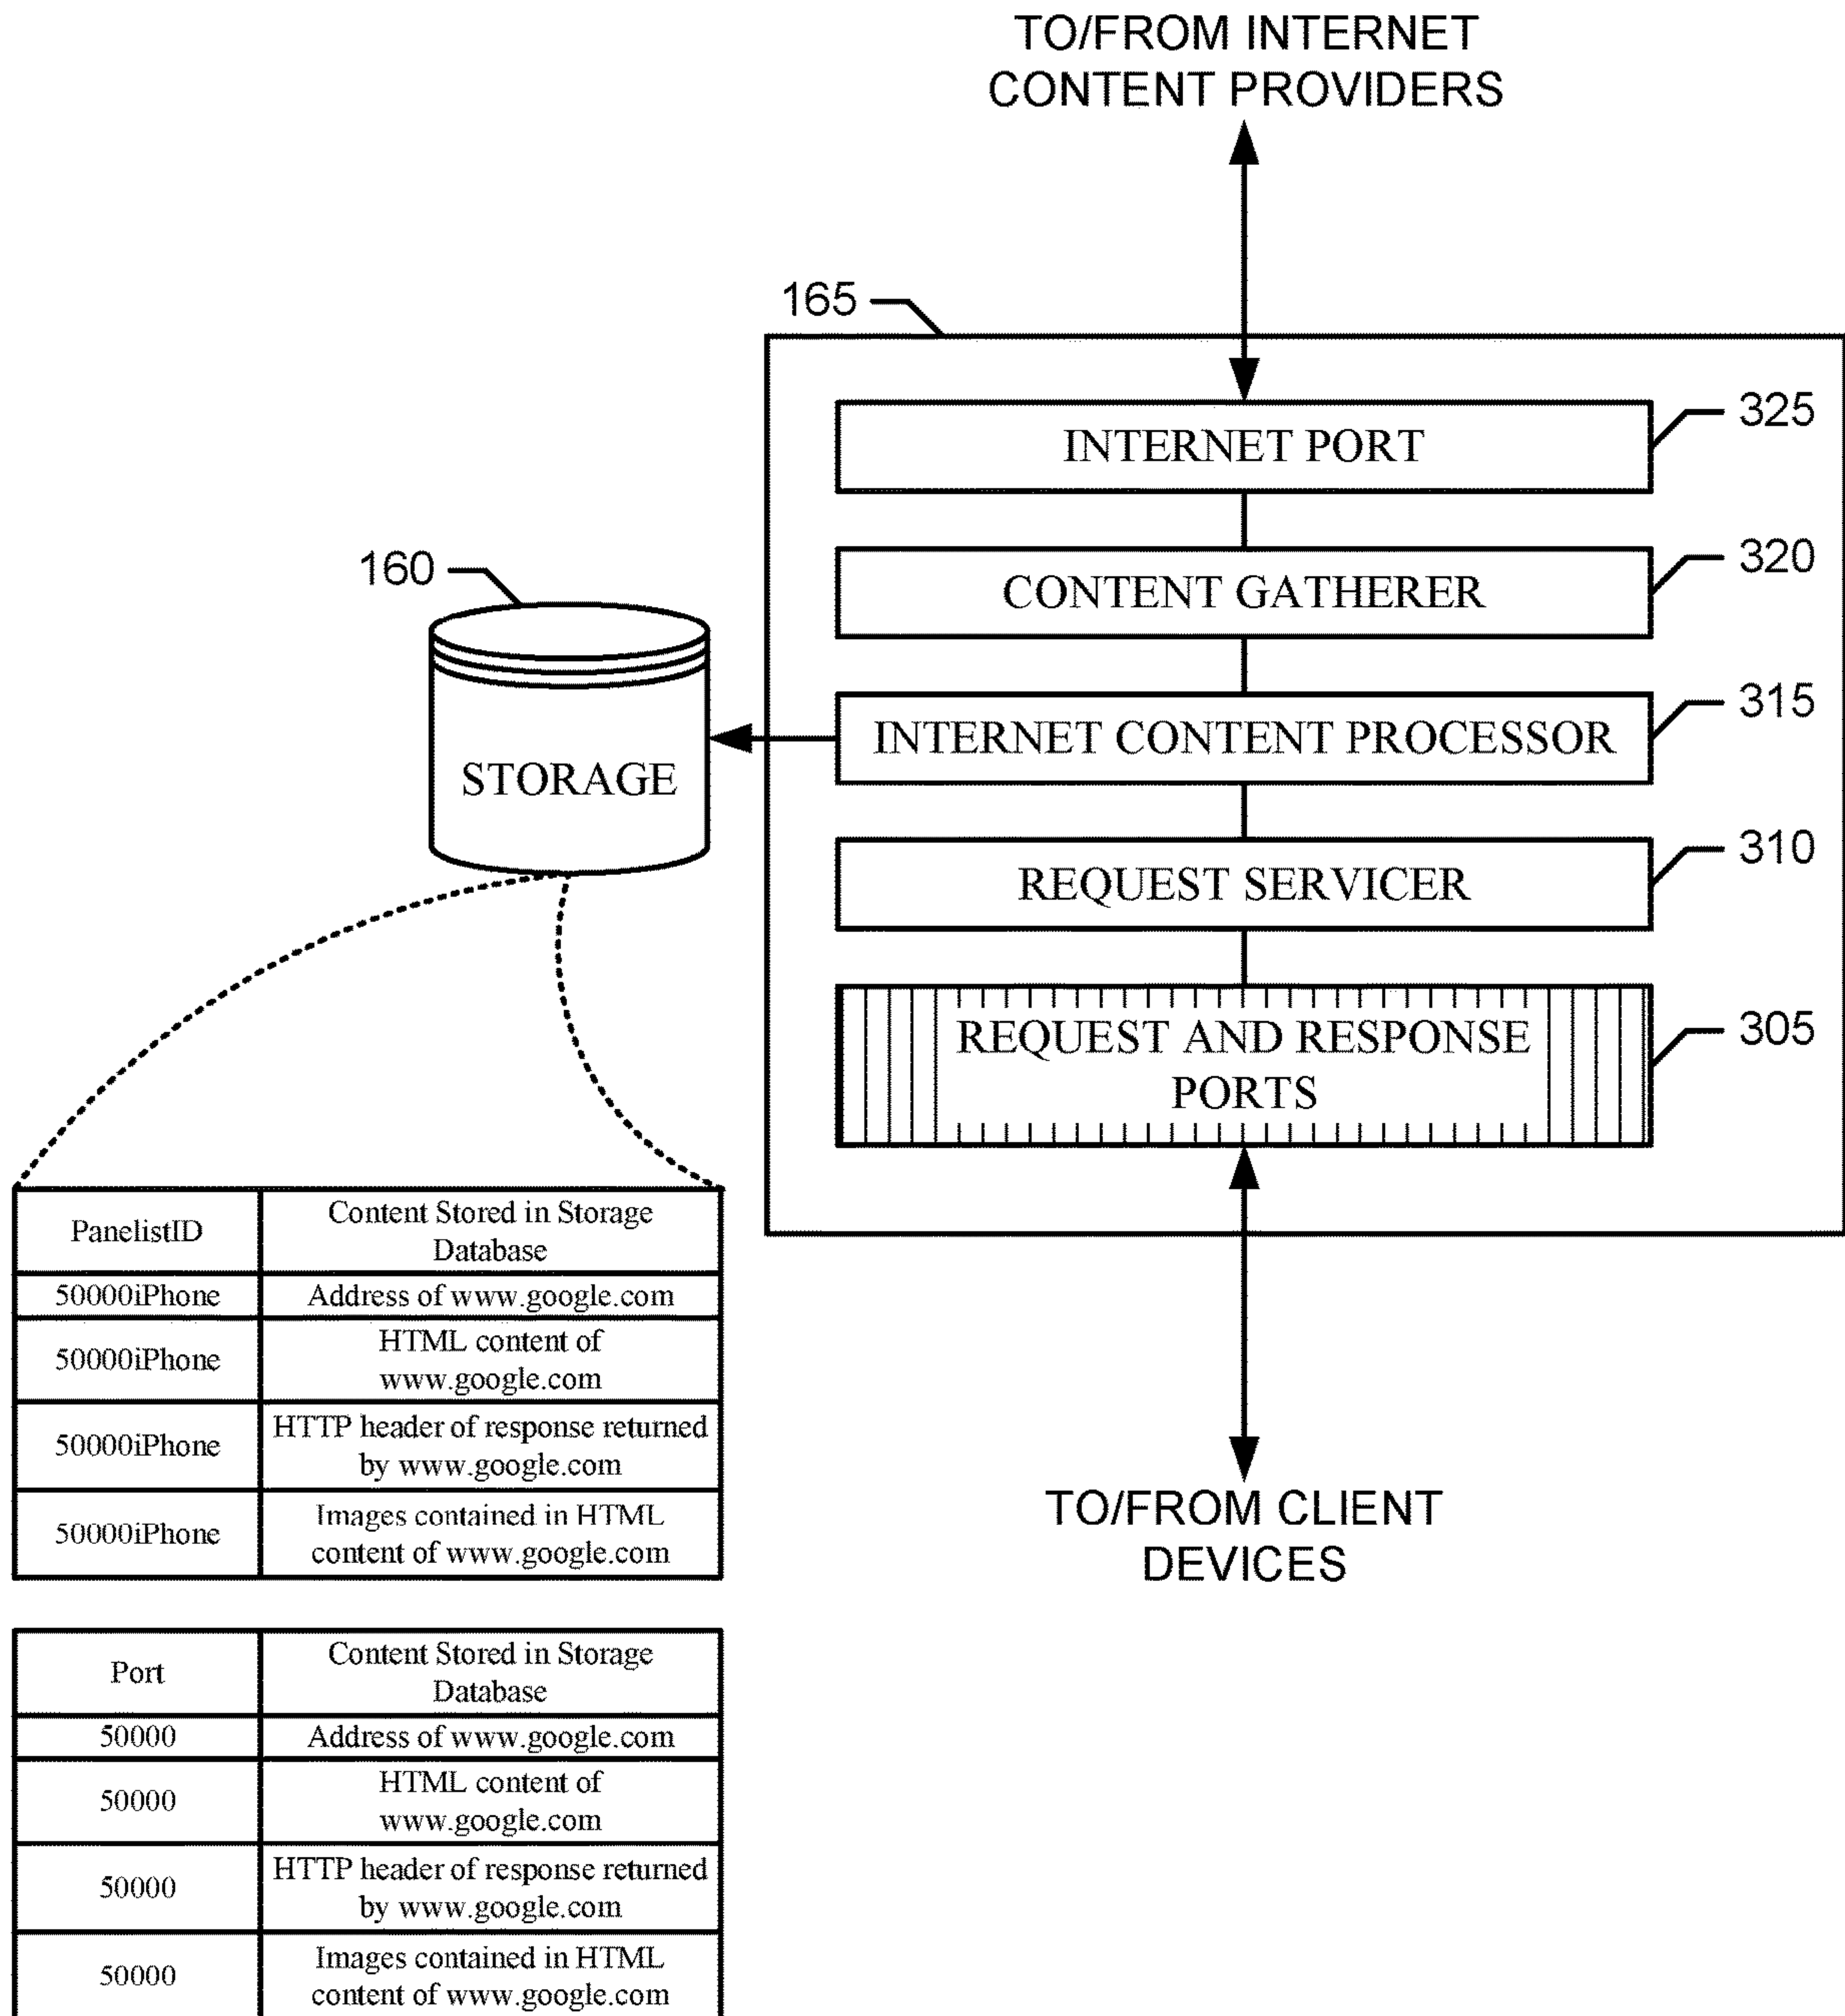 TO/FROM INTERNET
CONTENT PROVIDERS
165
INTERNET PORT
325
CONTENT GATHERER
320
160
INTERNET CONTENT PROCESSOR
315
STORAGE
REQUEST SERVICER
310
REQUEST AND RESPONSE
PORTS
305
TO/FROM CLIENT
DEVICES
PanelistID
Content Stored in Storage
Database
50000iPhone
Address of www.google.com
50000iPhone
HTML content of
www.google.com
50000iPhone
HTTP header of response returned
by www.google.com
50000iPhone
Images contained in HTML
content of www.google.com
Port
Content Stored in Storage
Database
50000
Address of www.google.com
50000
HTML content of
www.google.com
50000
HTTP header of response returned
by www.google.com
50000
Images contained in HTML
content of www.google.com